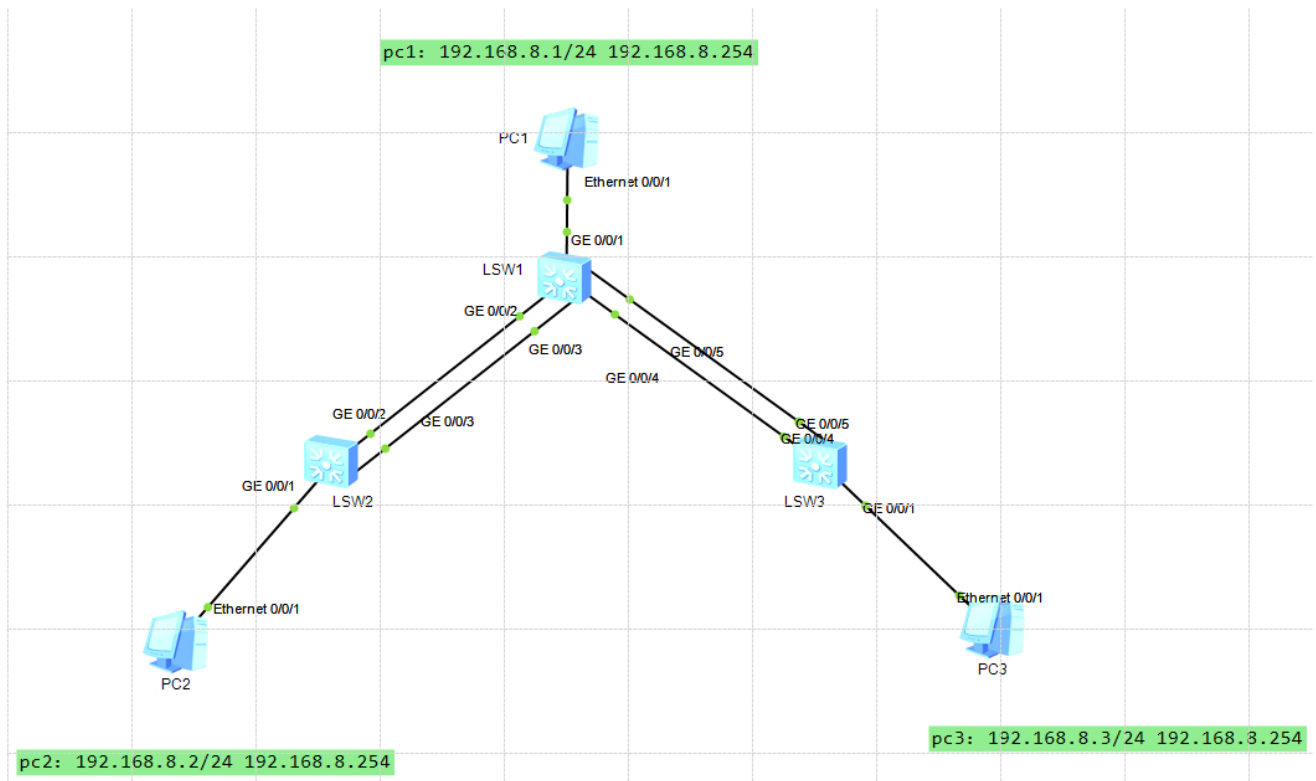 pc1: 192.168.8.1/24 192.168.8.254
PC1
Ethernet 0/0/1
GE 0/0/1
LSW1
GE 0/0/2
GE 0/0/3
GE 0/0/5
GE 0/0/4
GE 0/0/2
GE 0/0/3
GE 0/0/5
GE 0/0/4
GE 0/0/1
LSW2
LSW3
GE 0/0/1
Ethernet 0/0/1
Ethernet 0/0/1
PC2
PC3
pc3: 192.168.8.3/24 192.168.8.254
pc2: 192.168.8.2/24 192.168.8.254